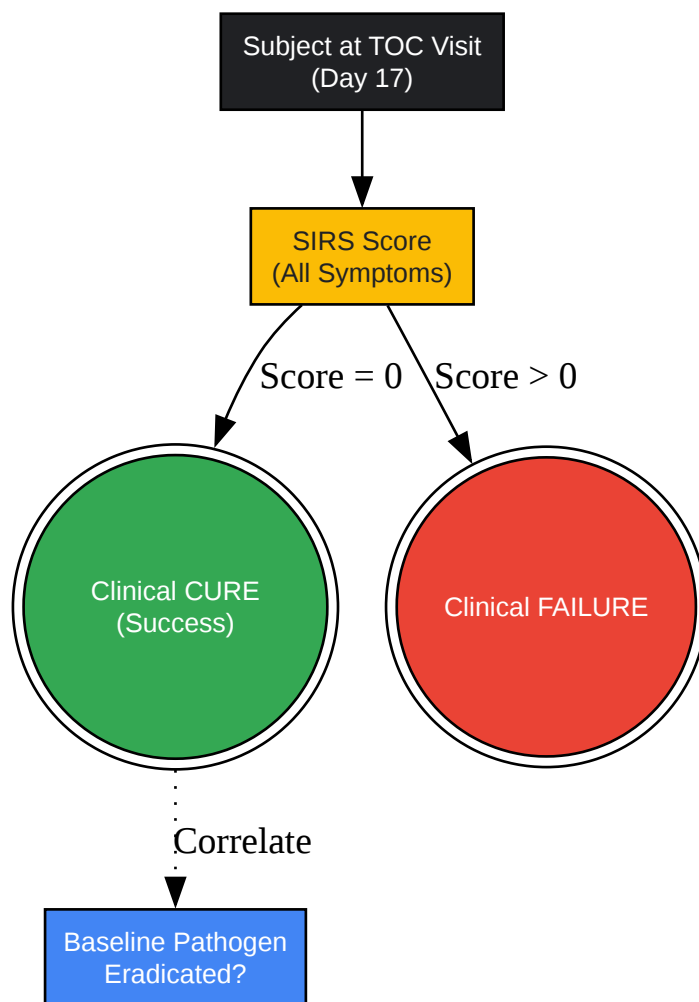 Subject at TOC Visit
(Day 17)
SIRS Score
(All Symptoms)
Score = 0
Score > 0
Clinical CURE
(Success)
Clinical FAILURE
Correlate
Baseline Pathogen
Eradicated?